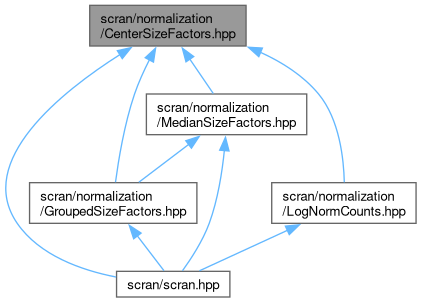 scran/normalization
/CenterSizeFactors.hpp
scran/normalization
/MedianSizeFactors.hpp
scran/normalization
/GroupedSizeFactors.hpp
scran/normalization
/LogNormCounts.hpp
scran/scran.hpp